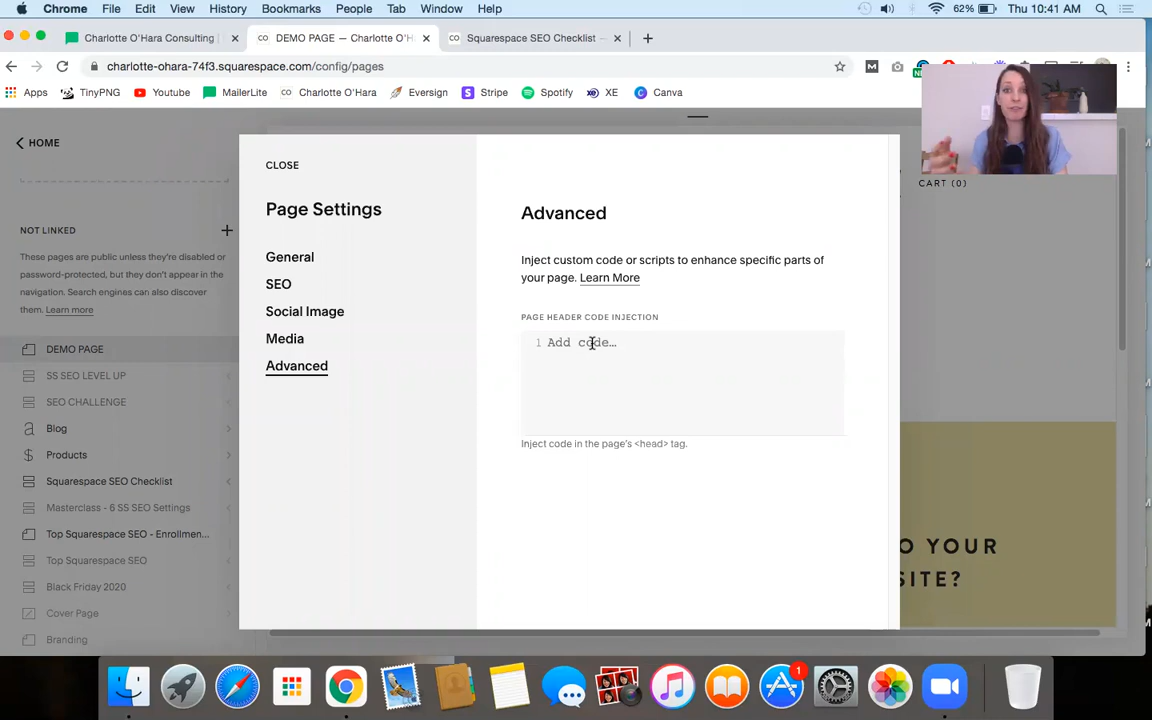 Chrome File Edit View History Bookmarks People Tab Window Help 62% Thu 10:41 AM
Charlotte O'Hara Consulting × DEMO PAGE — Charlotte O'H × Squarespace SEO Checklist – ×
charlotte-ohara-74f3.squarespace.com/config/pages
Apps TinyPNG Youtube MailerLite Charlotte O'Hara Eversign Stripe Spotify XE Canva
HOME
CLOSE
CART (0)
Page Settings
Advanced
NOT LINKED
These pages are public unless they're disabled or
password-protected, but they don't appear in the
navigation. Search engines can also discover
them. Learn more
General
SEO
Social Image
Media
Advanced
Inject custom code or scripts to enhance specific parts of
your page. Learn More
PAGE HEADER CODE INJECTION
1 Add code...
Inject code in the page's <head> tag.
DEMO PAGE
SS SEO LEVEL UP
SEO CHALLENGE
Blog
Products
Squarespace SEO Checklist
Masterclass - 6 SS SEO Settings
Top Squarespace SEO - Enrollmen...
Top Squarespace SEO
Black Friday 2020
Cover Page
Branding
O YOUR
SITE?
1